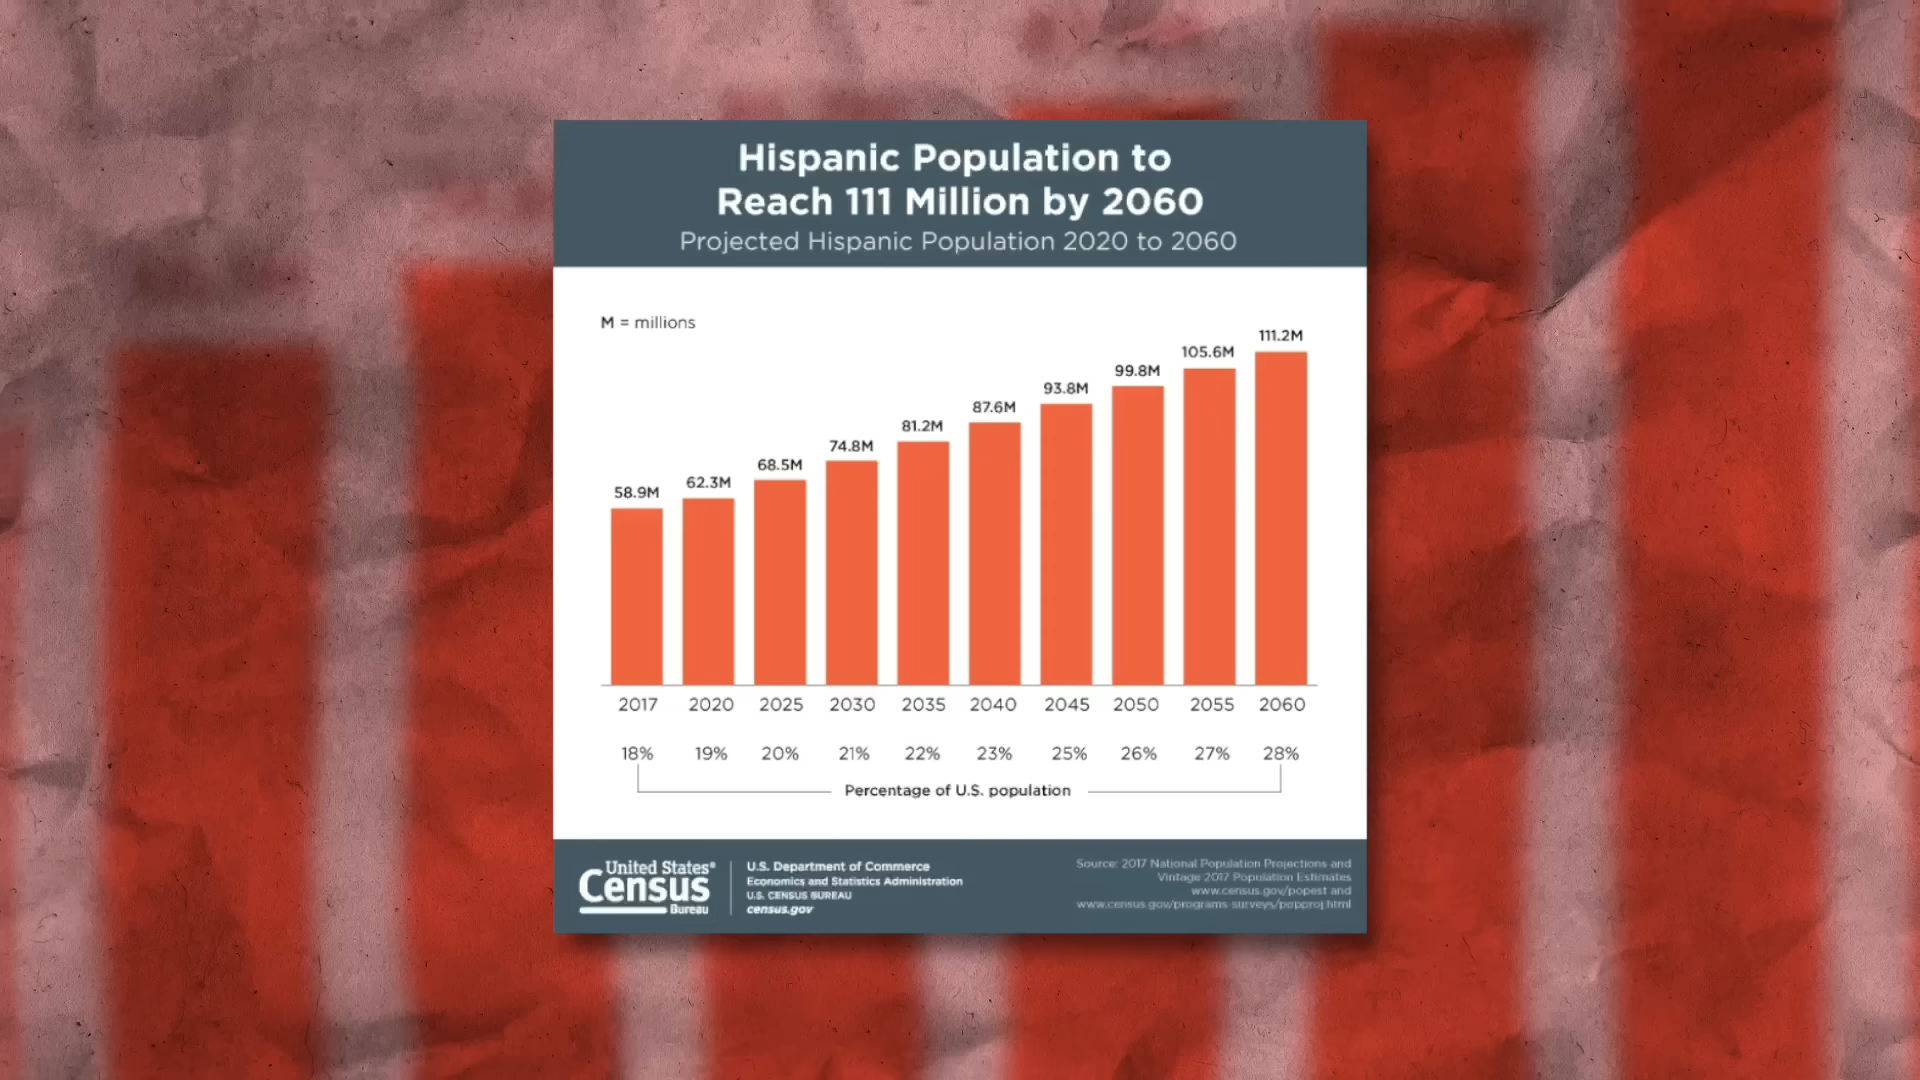 Hispanic Population to
Reach 111 Million by 2060
Projected Hispanic Population 2020 to 2060
M = millions
58.9M
62.3M
68.5M
74.8M
81.2M
87.6M
93.8M
99.8M
105.6M
111.2M
2017 2020 2025 2030 2035 2040 2045 2050 2055 2060
18% 19% 20% 21% 22% 23% 25% 26% 27% 28%
Percentage of U.S. population
United States®
Census
Bureau
U.S. Department of Commerce
Economics and Statistics Administration
U.S. CENSUS BUREAU
census.gov
Source: 2017 National Population Projections and
Vintage 2017 Population Estimates
www.census.gov/popest and
www.census.gov/programs-surveys/popproj.html